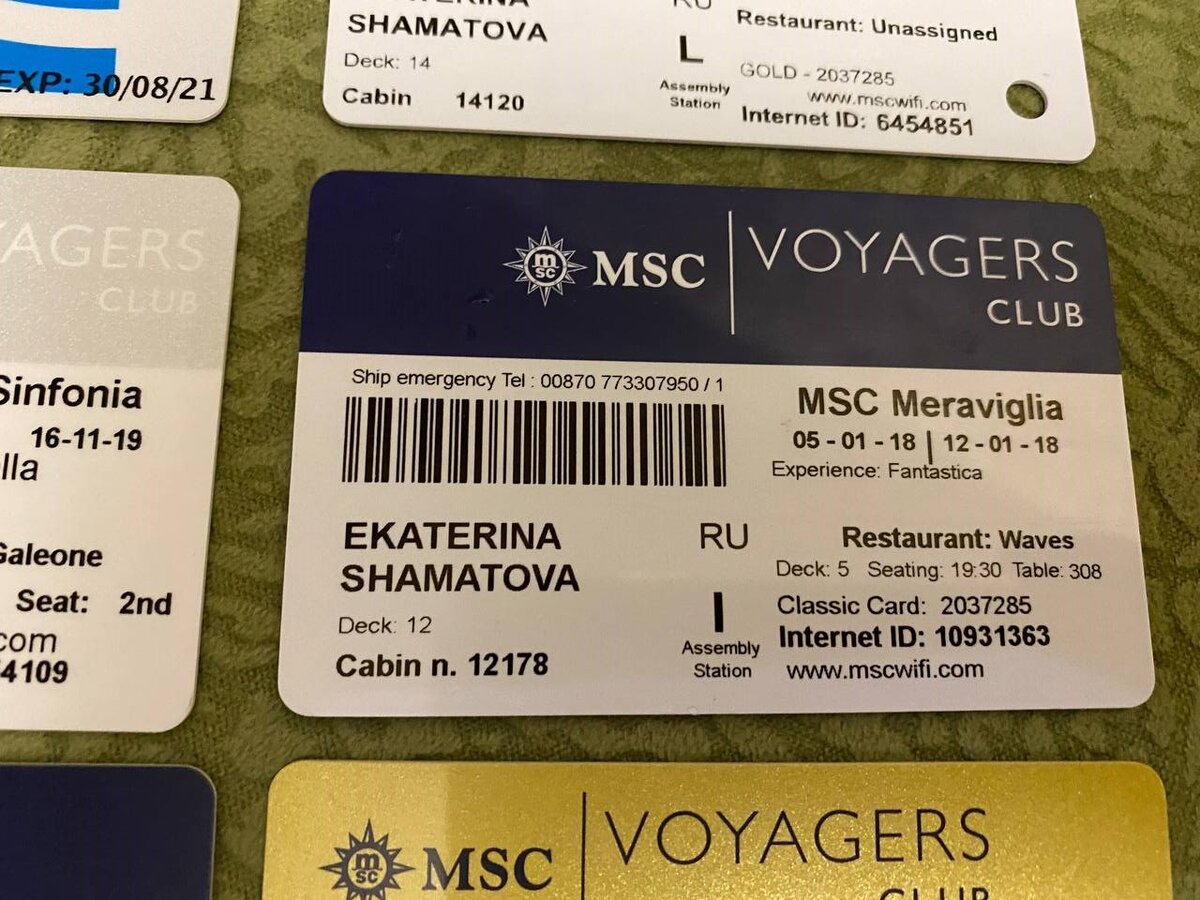 EXP: 30/08/21
SHAMATOVA
Deck: 14
Cabin 14120
RU
L
Assembly
Station
Restaurant: Unassigned
GOLD - 2037285
www.mscwifi.com
Internet ID: 6454851
CLUB
Sinfonia
16-11-19
Galeone
Seat: 2nd
4109
msc
MSC
VOYAGERS
CLUB
Ship emergency Tel : 00870 773307950 / 1
MSC Meraviglia
05 - 01 - 18 | 12 - 01 - 18
Experience: Fantastica
EKATERINA
SHAMATOVA
Deck: 12
Cabin n. 12178
RU
I
Assembly
Station
Restaurant: Waves
Deck: 5 Seating: 19:30 Table: 308
Classic Card: 2037285
Internet ID: 10931363
www.mscwifi.com
msc
MSC
VOYAGERS
CLUB